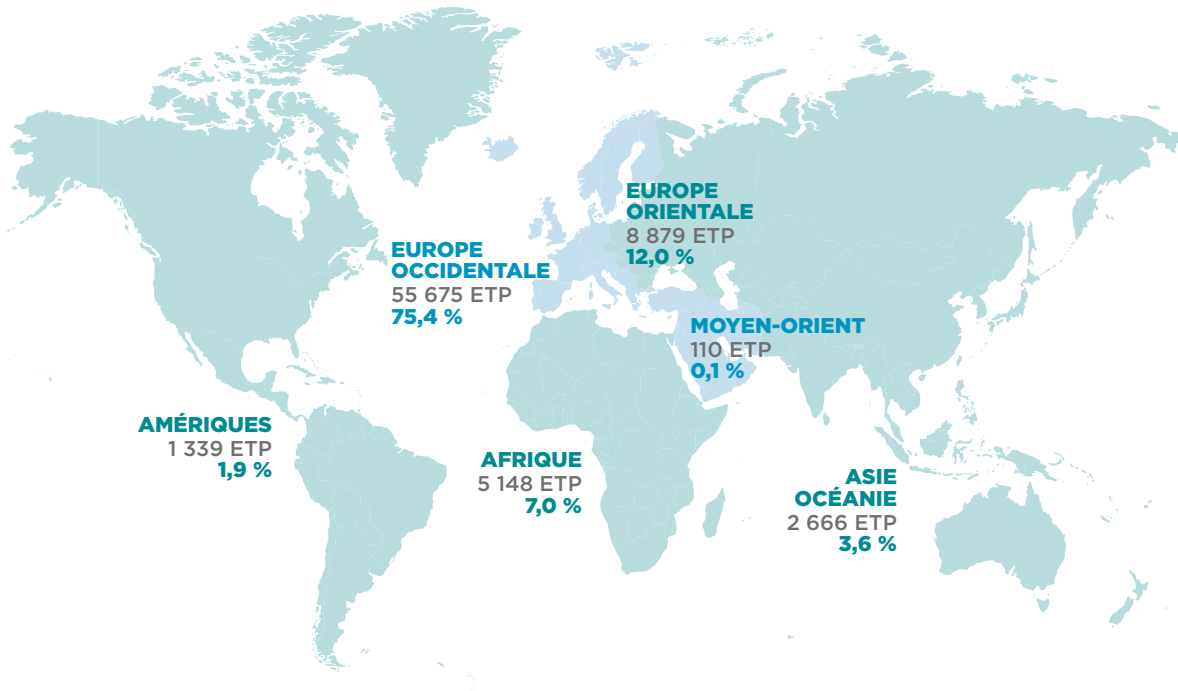 EUROPE
ORIENTALE
8 879 ETP
12,0 %
EUROPE
OCCIDENTALE
55 675 ETP
75,4 %
MOYEN-ORIENT
110 ETP
0,1 %
AMÉRIQUES
1 339 ETP
1,9 %
AFRIQUE
5 148 ETP
7,0 %
ASIE
OCÉANIE
2 666 ETP
3,6 %